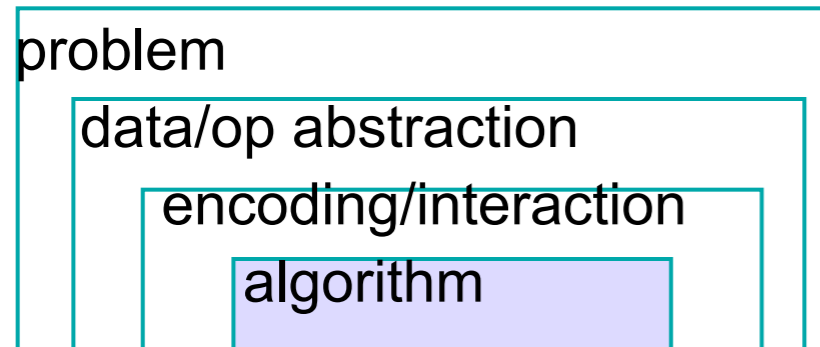 problem
data/op abstraction
encoding/interaction
algorithm